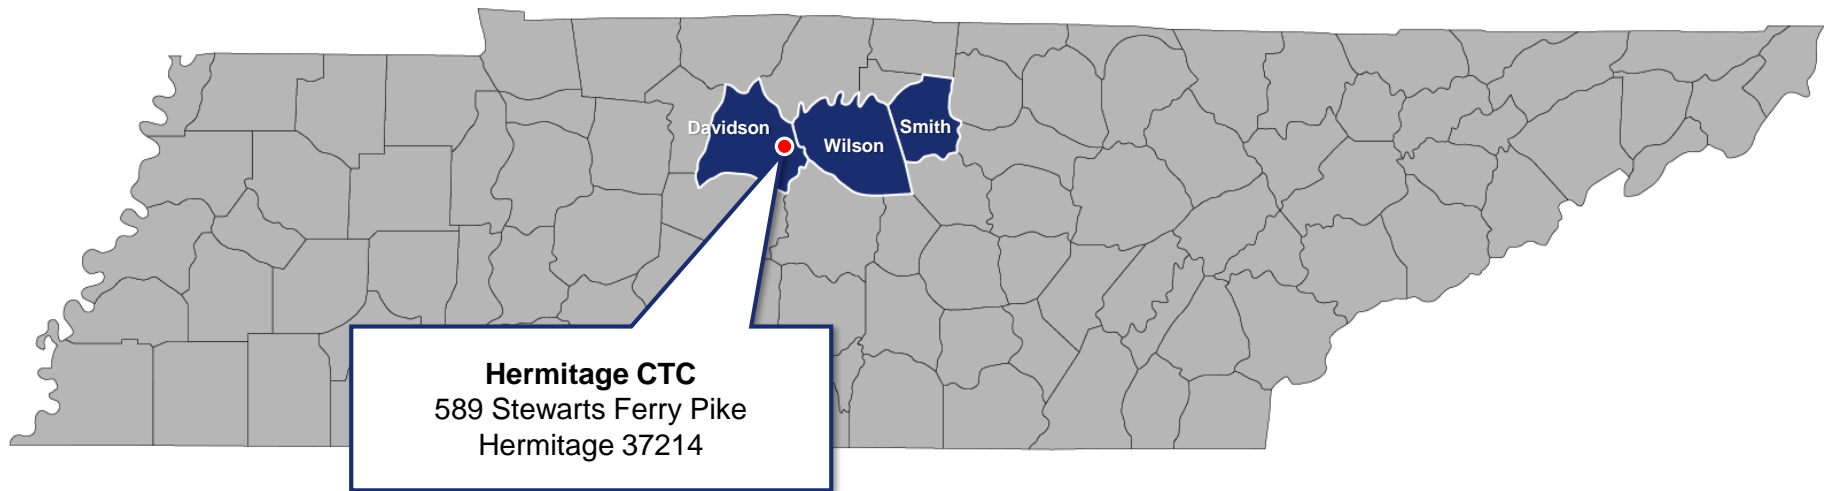 Davidson
Wilson
Smith
Hermitage CTC
589 Stewarts Ferry Pike
Hermitage 37214